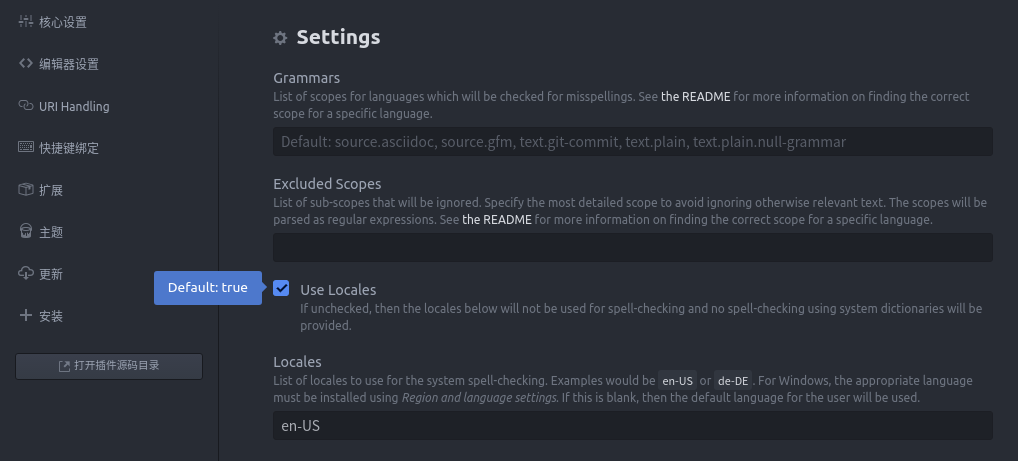 核心设置
编辑器设置
URI Handling
快捷键绑定
扩展
主题
更新
安装
打开插件源码目录
Settings
Grammars
List of scopes for languages which will be checked for misspellings. See the README for more information on finding the correct
scope for a specific language.
Default: source.asciidoc, source.gfm, text.git-commit, text.plain, text.plain.null-grammar
Excluded Scopes
List of sub-scopes that will be ignored. Specify the most detailed scope to avoid ignoring otherwise relevant text. The scopes will be
parsed as regular expressions. See the README for more information on finding the correct scope for a specific language.
Default: true
Use Locales
If unchecked, then the locales below will not be used for spell-checking and no spell-checking using system dictionaries will be
provided.
Locales
List of locales to use for the system spell-checking. Examples would be en-US or de-DE. For Windows, the appropriate language
must be installed using Region and language settings. If this is blank, then the default language for the user will be used.
en-US